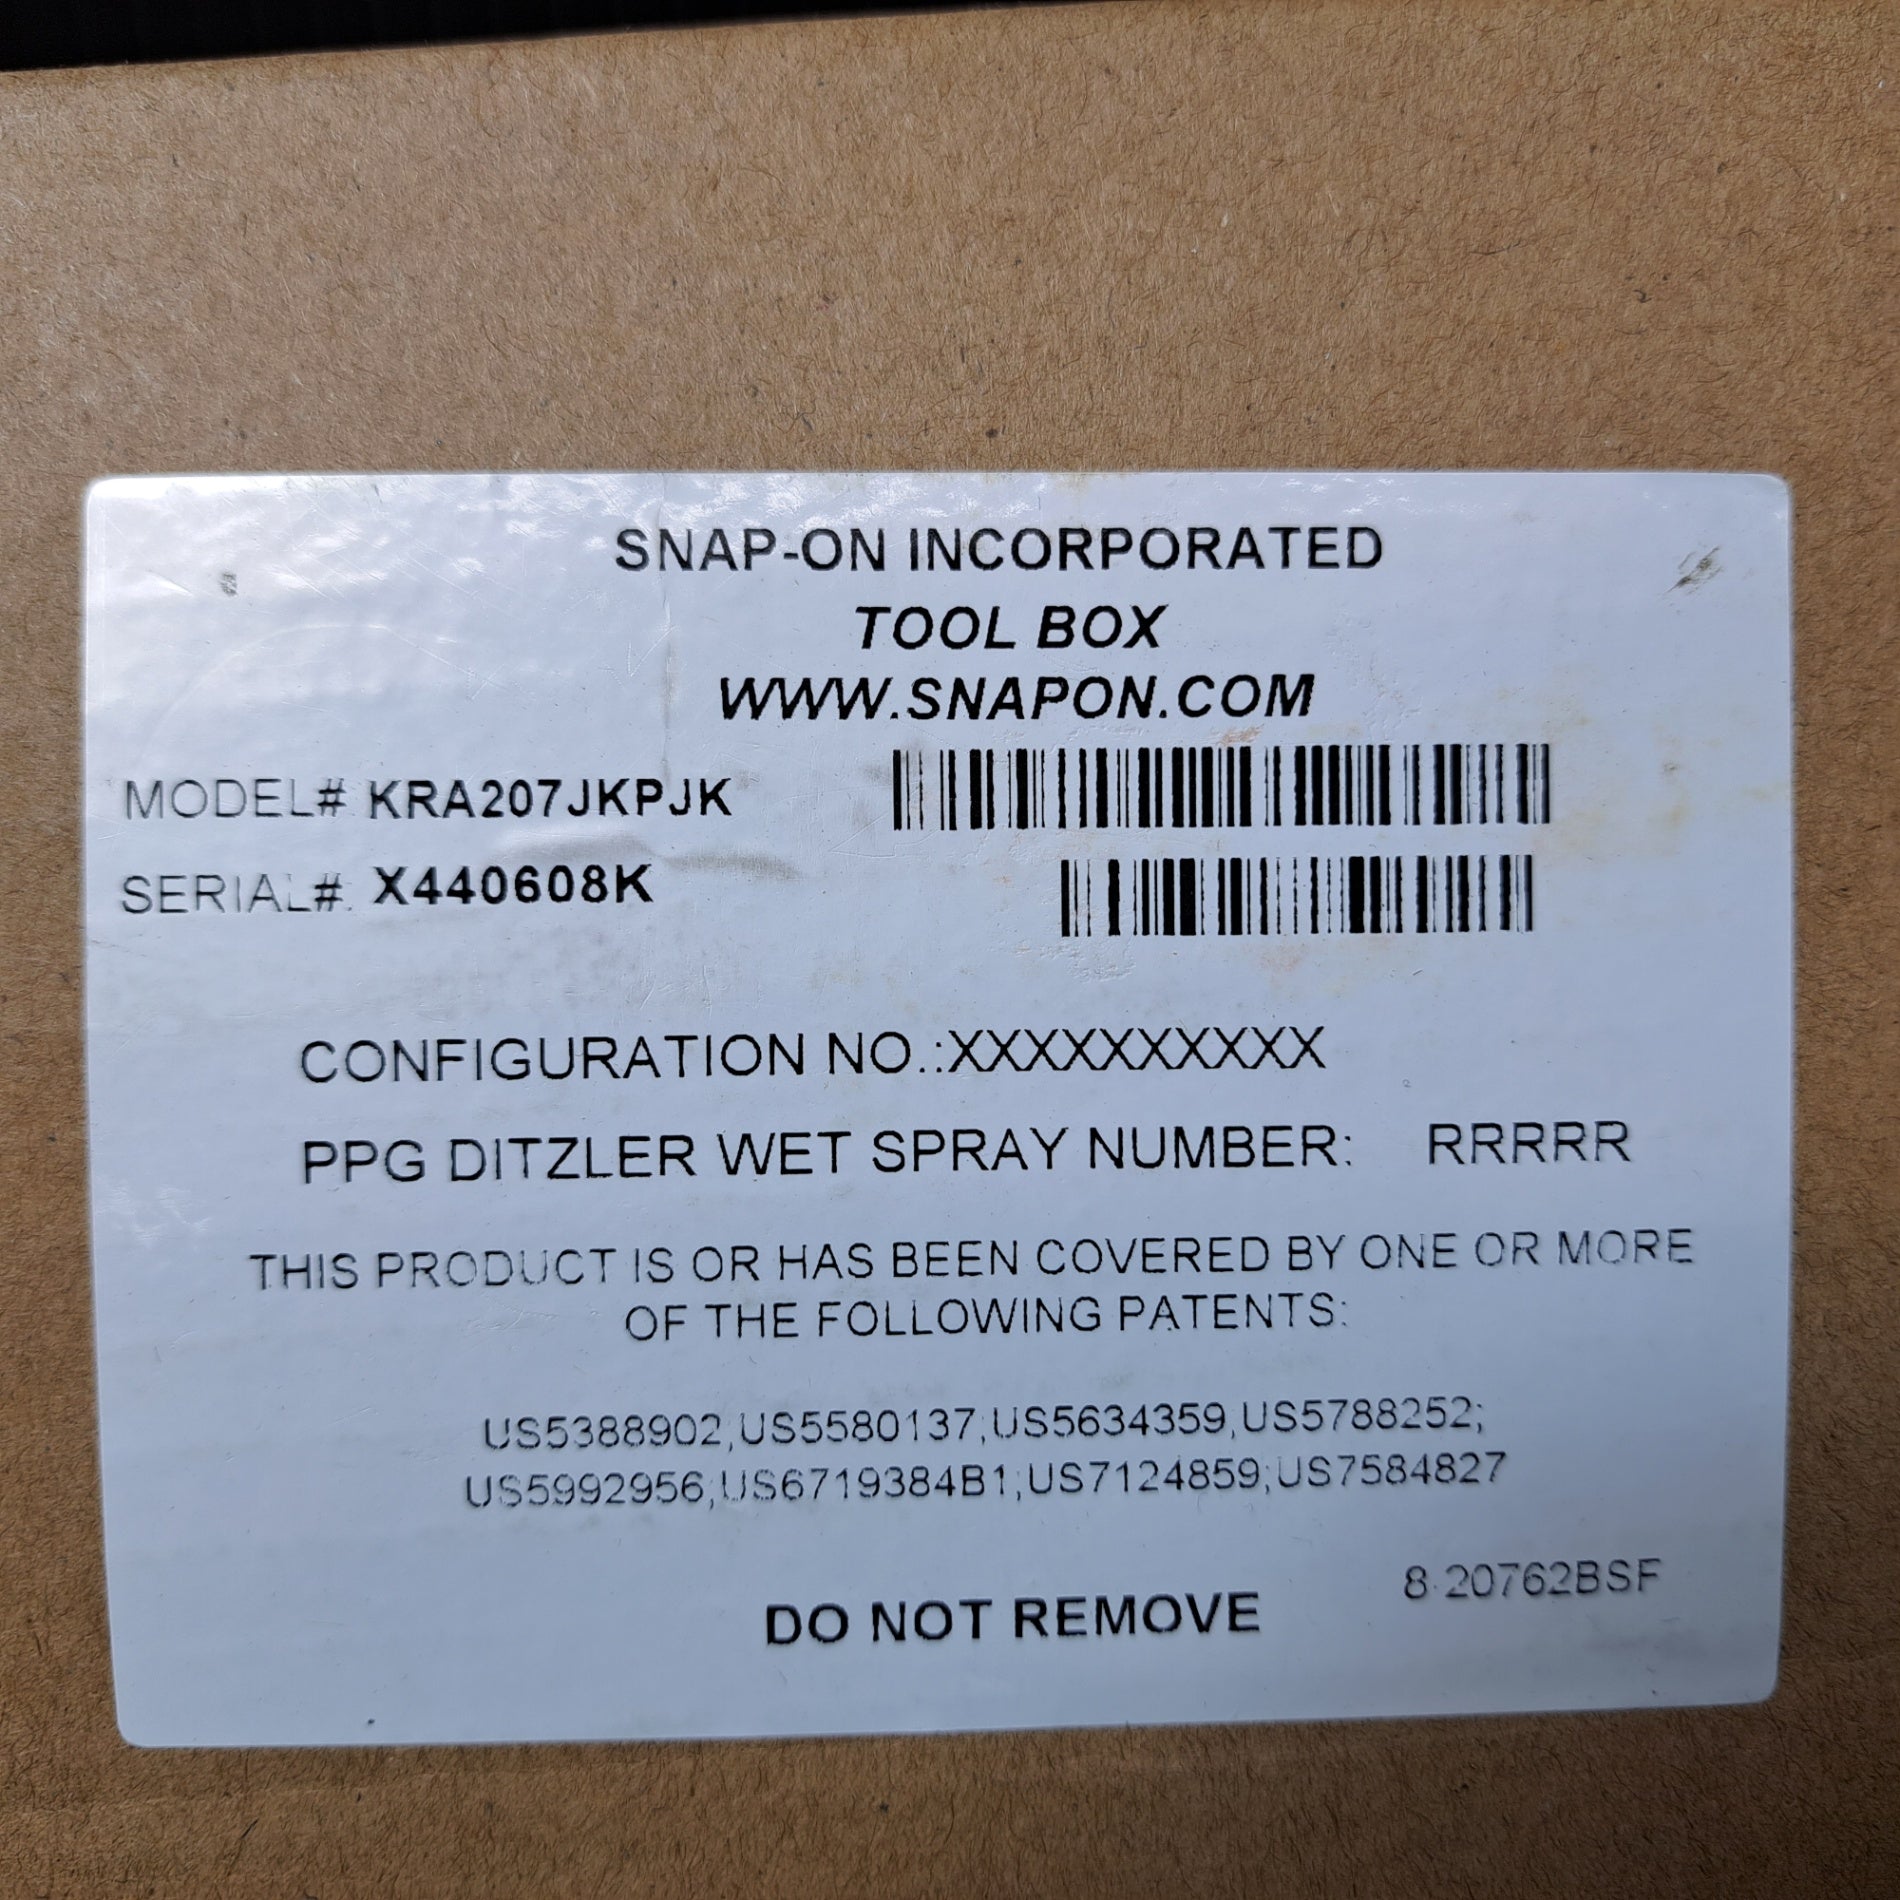 SNAP-ON INCORPORATED
TOOL BOX
WWW.SNAPON.COM
MODEL# KRA207JKPJK
SERIAL#: X440608K
CONFIGURATION NO.:XXXXXXXXXX
PPG DITZLER WET SPRAY NUMBER: RRRRR
THIS PRODUCT IS OR HAS BEEN COVERED BY ONE OR MORE
OF THE FOLLOWING PATENTS:
US5388902;US5580137;US5634359;US5788252;
US5992956;US6719384B1;US7124859;US7584827
8-20762BSF
DO NOT REMOVE